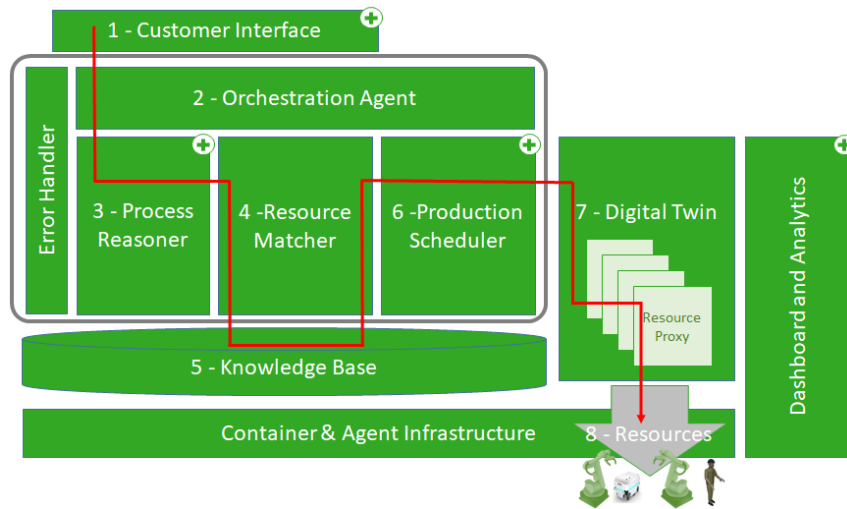 1 - Customer Interface
2 - Orchestration Agent
Error Handler
3 - Process
Reasoner
4 -Resource
Matcher
6 -Production
Scheduler
7 - Digital Twin
Resource
Proxy
Dashboard and Analytics
5 - Knowledge Base
Container & Agent Infrastructure
8 - Resources